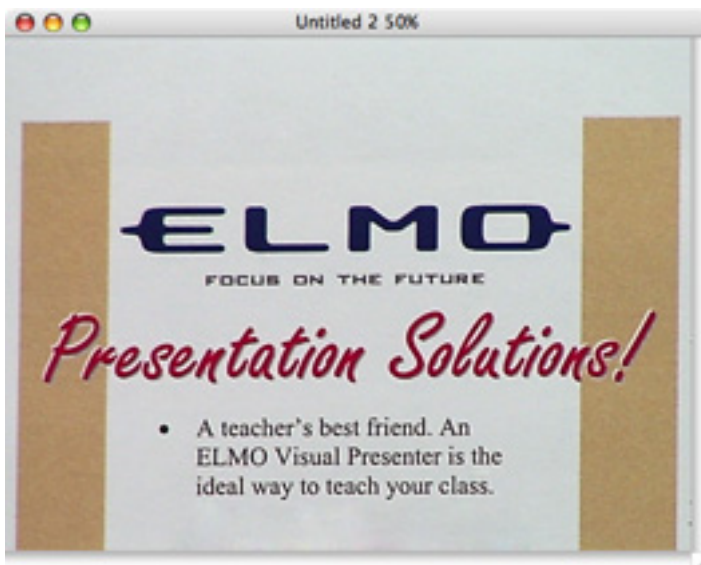 Untitled 2 50%
ELMO
FOCUS ON THE FUTURE
Presentation Solutions!
• A teacher's best friend. An
ELMO Visual Presenter is the
ideal way to teach your class.